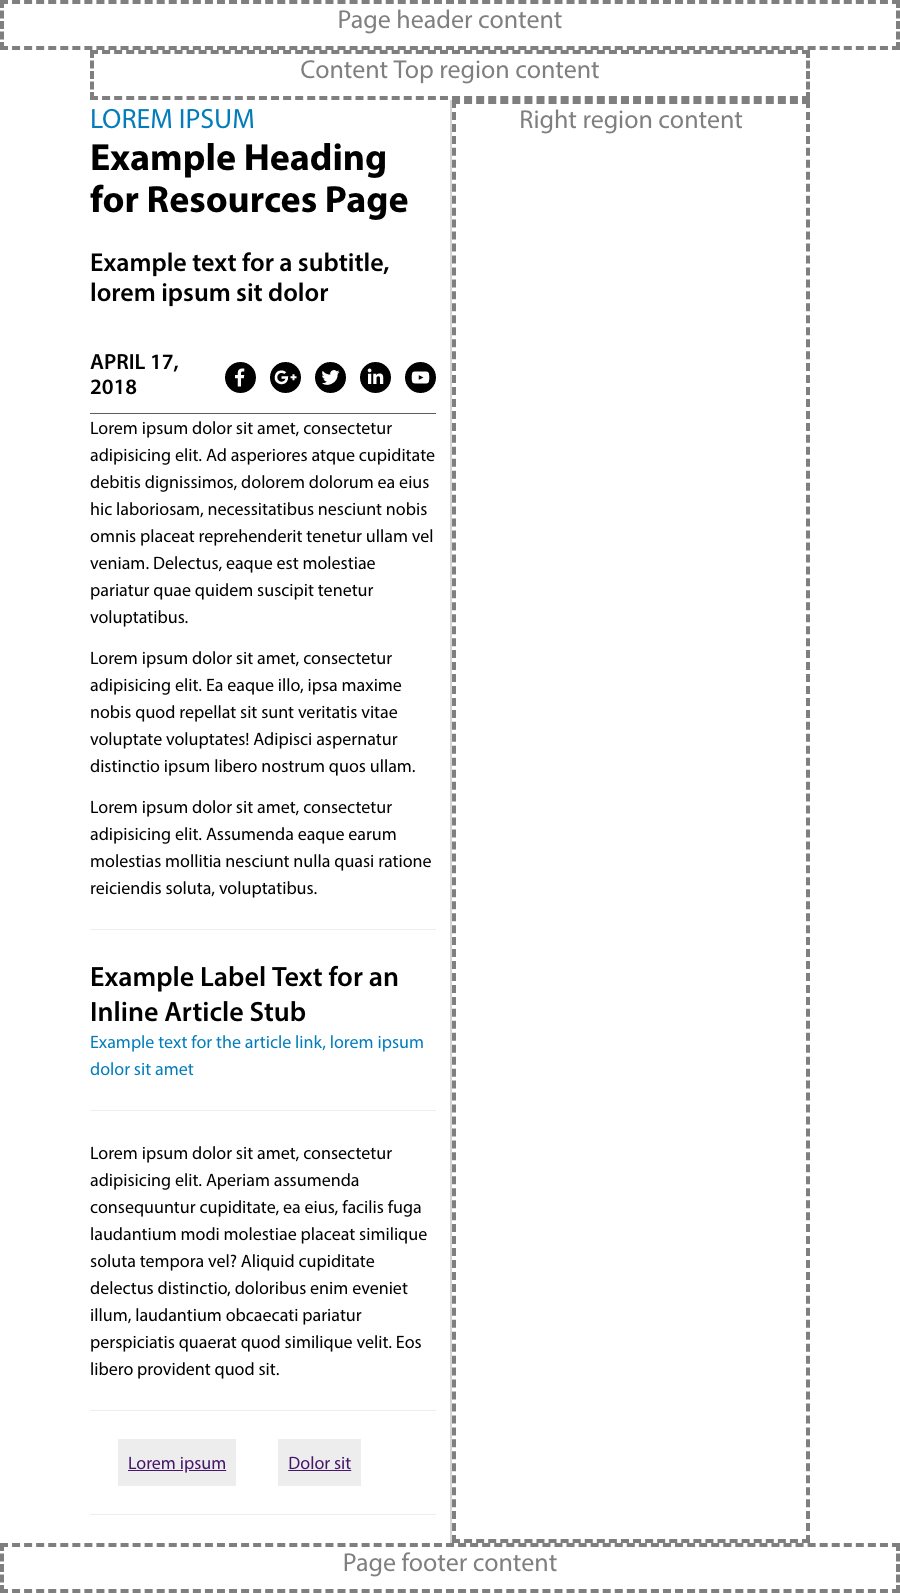 Page header content
Content Top region content
LOREM IPSUM
Example Heading
for Resources Page
Example text for a subtitle,
lorem ipsum sit dolor
APRIL 17,
2018
Lorem ipsum dolor sit amet, consectetur
adipisicing elit. Ad asperiores atque cupiditate
debitis dignissimos, dolorem dolorum ea eius
hic laboriosam, necessitatibus nesciunt nobis
omnis placeat reprehenderit tenetur ullam vel
veniam. Delectus, eaque est molestiae
pariatur quae quidem suscipit tenetur
voluptatibus.
Lorem ipsum dolor sit amet, consectetur
adipisicing elit. Ea eaque illo, ipsa maxime
nobis quod repellat sit sunt veritatis vitae
voluptate voluptates! Adipisci aspernatur
distinctio ipsum libero nostrum quos ullam.
Lorem ipsum dolor sit amet, consectetur
adipisicing elit. Assumenda eaque earum
molestias mollitia nesciunt nulla quasi ratione
reiciendis soluta, voluptatibus.
Example Label Text for an
Inline Article Stub
Example text for the article link, lorem ipsum
dolor sit amet
Lorem ipsum dolor sit amet, consectetur
adipisicing elit. Aperiam assumenda
consequuntur cupiditate, ea eius, facilis fuga
laudantium modi molestiae placeat similique
soluta tempora vel? Aliquid cupiditate
delectus distinctio, doloribus enim eveniet
illum, laudantium obcaecati pariatur
perspiciatis quaerat quod similique velit. Eos
libero provident quod sit.
Lorem ipsum
Dolor sit
Right region content
Page footer content